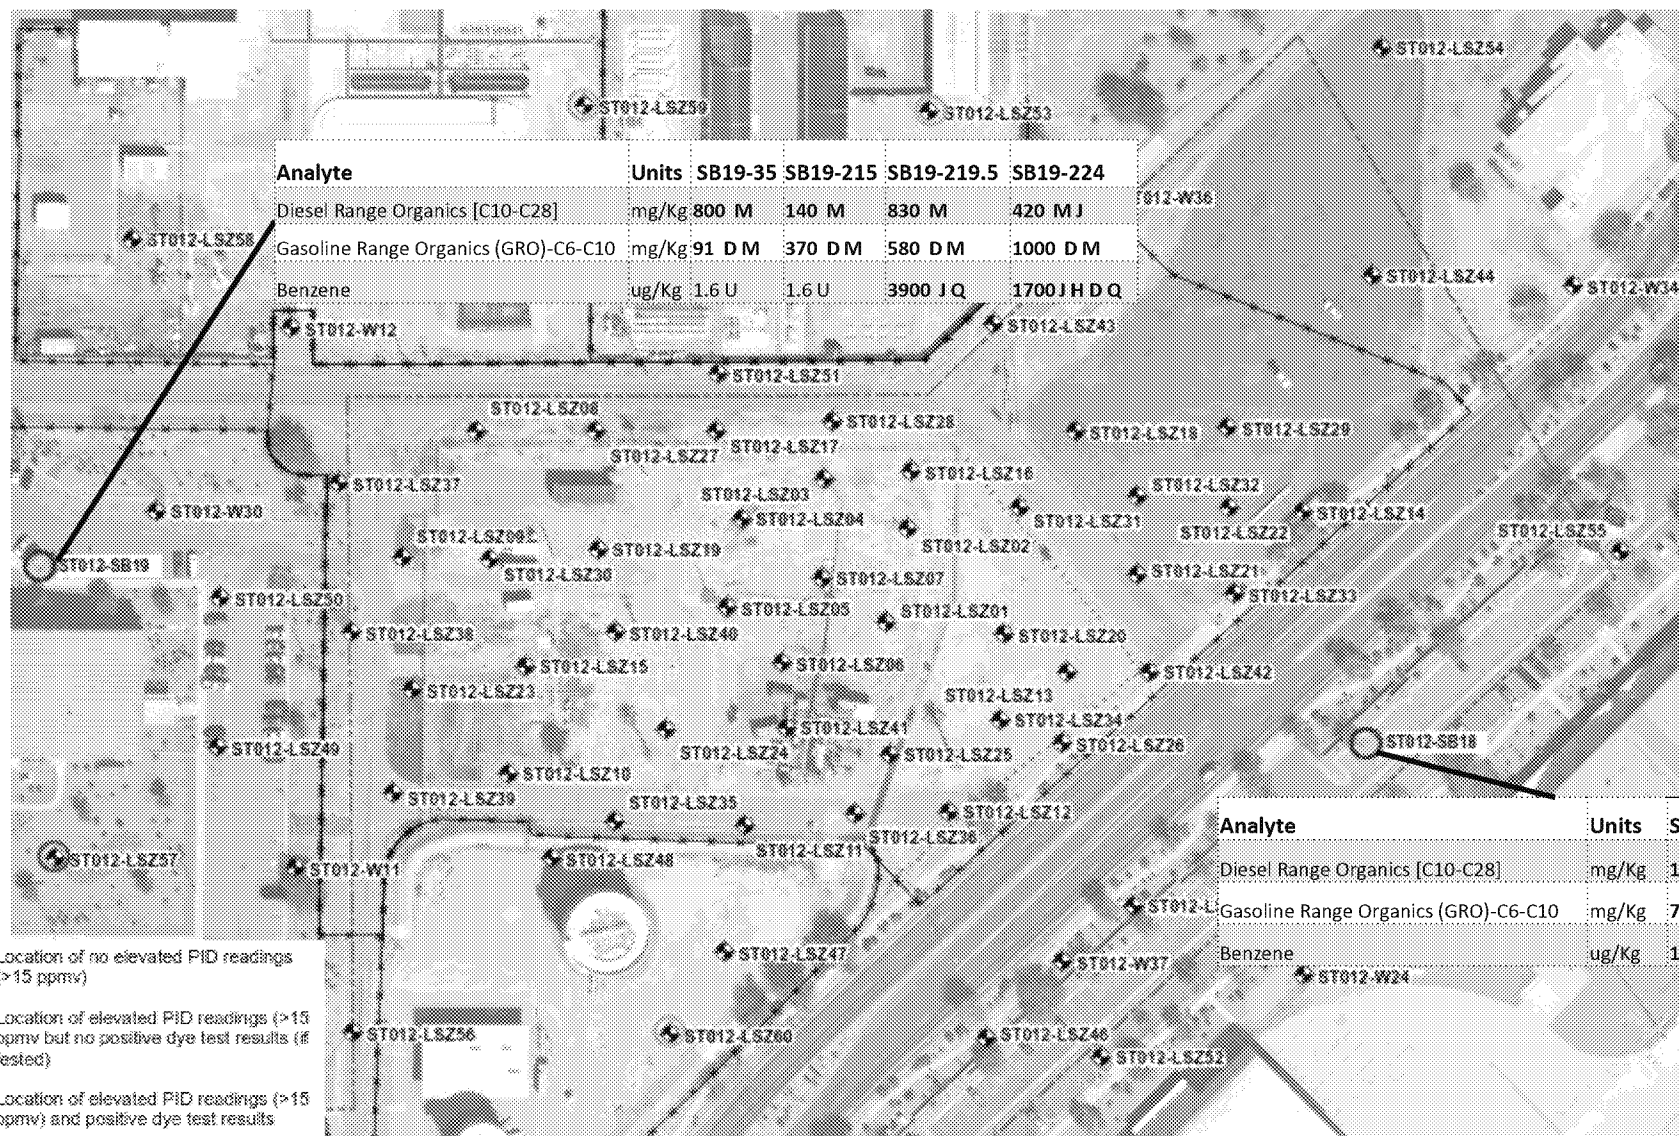 ST012-LSZ54
ST012-LSZ59
ST012-LSZ53
Analyte Units SB19-35 SB19-215 SB19-219.5 SB19-224
Diesel Range Organics [C10-C28] mg/Kg 800 M 140 M 830 M 420 M J
Gasoline Range Organics (GRO)-C6-C10 mg/Kg 91 D M 370 D M 580 D M 1000 D M
Benzene ug/Kg 1.6 U 1.6 U 3900 J Q 1700 J H D Q
T012-W36
ST012-LSZ58
ST012-LSZ44
ST012-W34
ST012-W12
ST012-LSZ43
ST012-LSZ51
ST012-LSZ08
ST012-LSZ28
ST012-LSZ27
ST012-LSZ17
ST012-LSZ18
ST012-LSZ29
ST012-LSZ16
ST012-LSZ37
ST012-LSZ03
ST012-LSZ32
ST012-W30
ST012-LSZ04
ST012-LSZ31
ST012-LSZ22
ST012-LSZ14
ST012-LSZ09
ST012-LSZ19
ST012-LSZ02
ST012-LSZ55
ST012-SB19
ST012-LSZ30
ST012-LSZ07
ST012-LSZ21
ST012-LSZ50
ST012-LSZ05
ST012-LSZ01
ST012-LSZ33
ST012-LSZ38
ST012-LSZ40
ST012-LSZ20
ST012-LSZ15
ST012-LSZ06
ST012-LSZ42
ST012-LSZ23
ST012-LSZ13
ST012-LSZ34
ST012-LSZ41
ST012-LSZ49
ST012-LSZ24
ST012-LSZ25
ST012-LSZ26
ST012-SB18
ST012-LSZ10
ST012-LSZ39
ST012-LSZ35
ST012-LSZ12
ST012-LSZ36
ST012-LSZ11
ST012-LSZ57
ST012-W11
ST012-LSZ48
Analyte Units S
Diesel Range Organics [C10-C28] mg/Kg 1
ST012-L
Gasoline Range Organics (GRO)-C6-C10 mg/Kg 7
Benzene ug/Kg 1
ST012-LSZ47
ST012-W37
ST012-W24
Location of no elevated PID readings
(>15 ppmv)
Location of elevated PID readings (>15
ppmv but no positive dye test results (if
tested)
Location of elevated PID readings (>15
ppmv) and positive dye test results
ST012-LSZ56
ST012-LSZ60
ST012-LSZ46
ST012-LSZ52